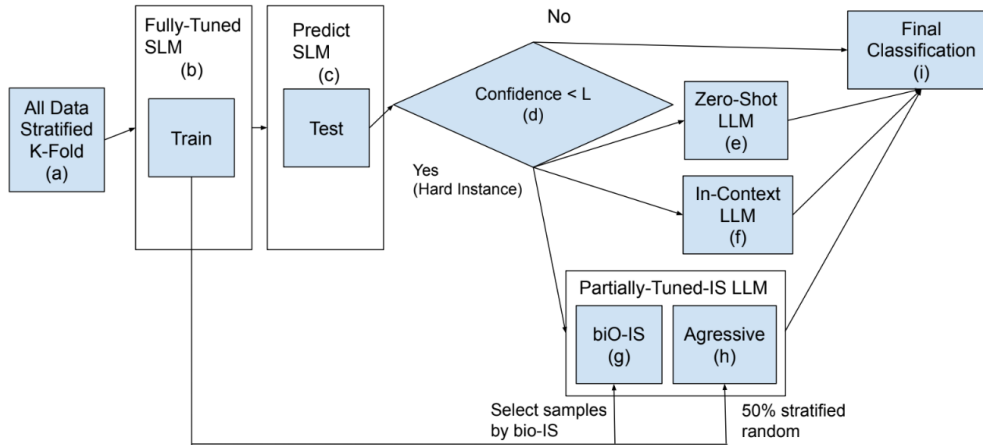 All Data
Stratified
K-Fold
(a)
Fully-Tuned
SLM
(b)
Train
Predict
SLM
(c)
Test
Confidence < L
(d)
No
Yes
(Hard Instance)
Zero-Shot
LLM
(e)
In-Context
LLM
(f)
Partially-Tuned-IS LLM
biO-IS
(g)
Agressive
(h)
Select samples
by bio-IS
50% stratified
random
Final
Classification
(i)